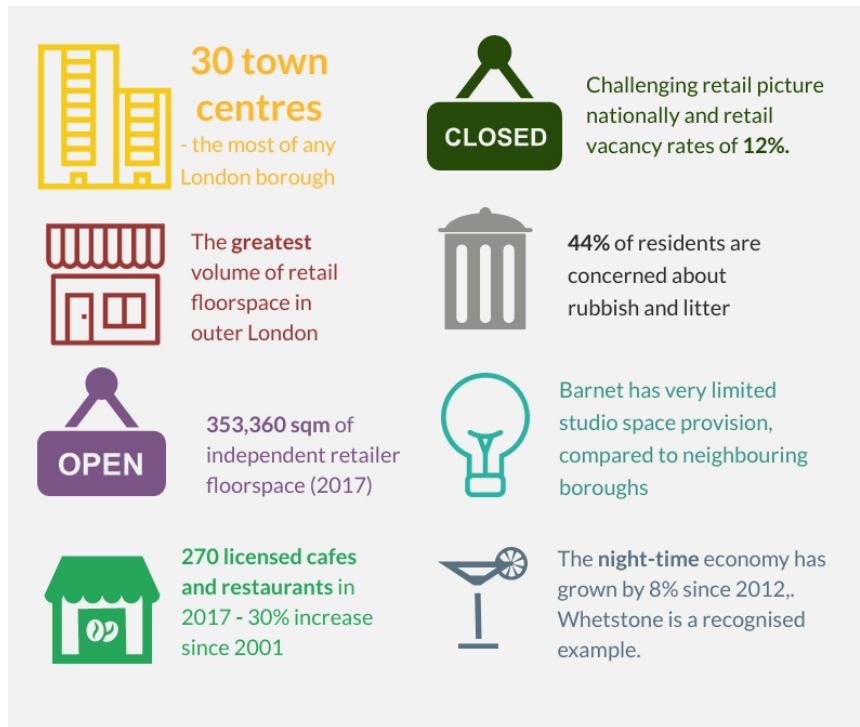 30 town
centres
- the most of any
London borough
CLOSED
Challenging retail picture
nationally and retail
vacancy rates of 12%.
The greatest
volume of retail
floorspace in
outer London
44% of residents are
concerned about
rubbish and litter
OPEN
353,360 sqm of
independent retailer
floorspace (2017)
Barnet has very limited
studio space provision,
compared to neighbouring
boroughs
270 licensed cafes
and restaurants in
2017 - 30% increase
since 2001
The night-time economy has
grown by 8% since 2012,.
Whetstone is a recognised
example.